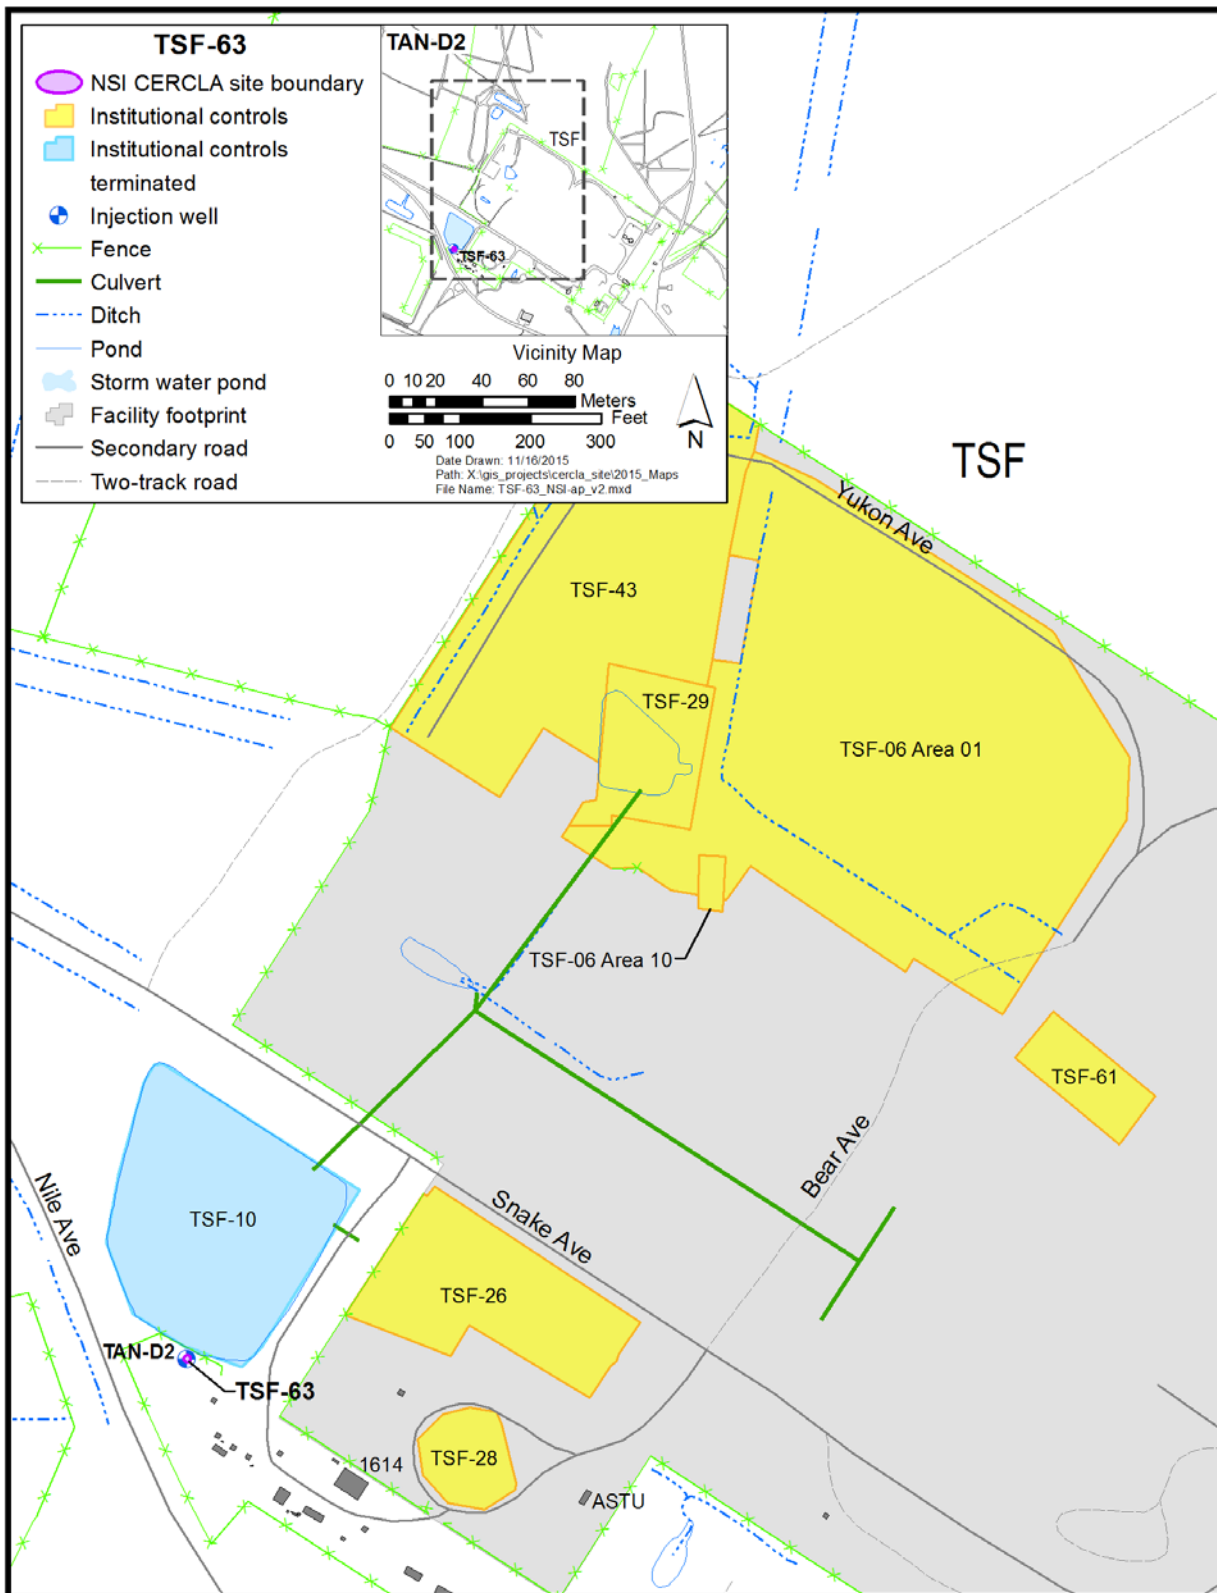 TSF-63
NSI CERCLA site boundary
Institutional controls
Institutional controls
terminated
Injection well
Fence
Culvert
Ditch
Pond
Storm water pond
Facility footprint
Secondary road
Two-track road
TAN-D2
TSF
TSF-63
Vicinity Map
0 10 20 40 60 80
Meters
Feet
0 50 100 200 300
N
Date Drawn: 11/16/2015
Path: X:\gis_projects\cercla_site\2015_Maps
File Name: TSF-63_NSI-ap_v2.mxd
TSF
Yukon Ave
TSF-43
TSF-29
TSF-06 Area 01
TSF-06 Area 10
TSF-61
Bear Ave
Nile Ave
TSF-10
Snake Ave
TSF-26
TAN-D2
TSF-63
TSF-28
1614
ASTU